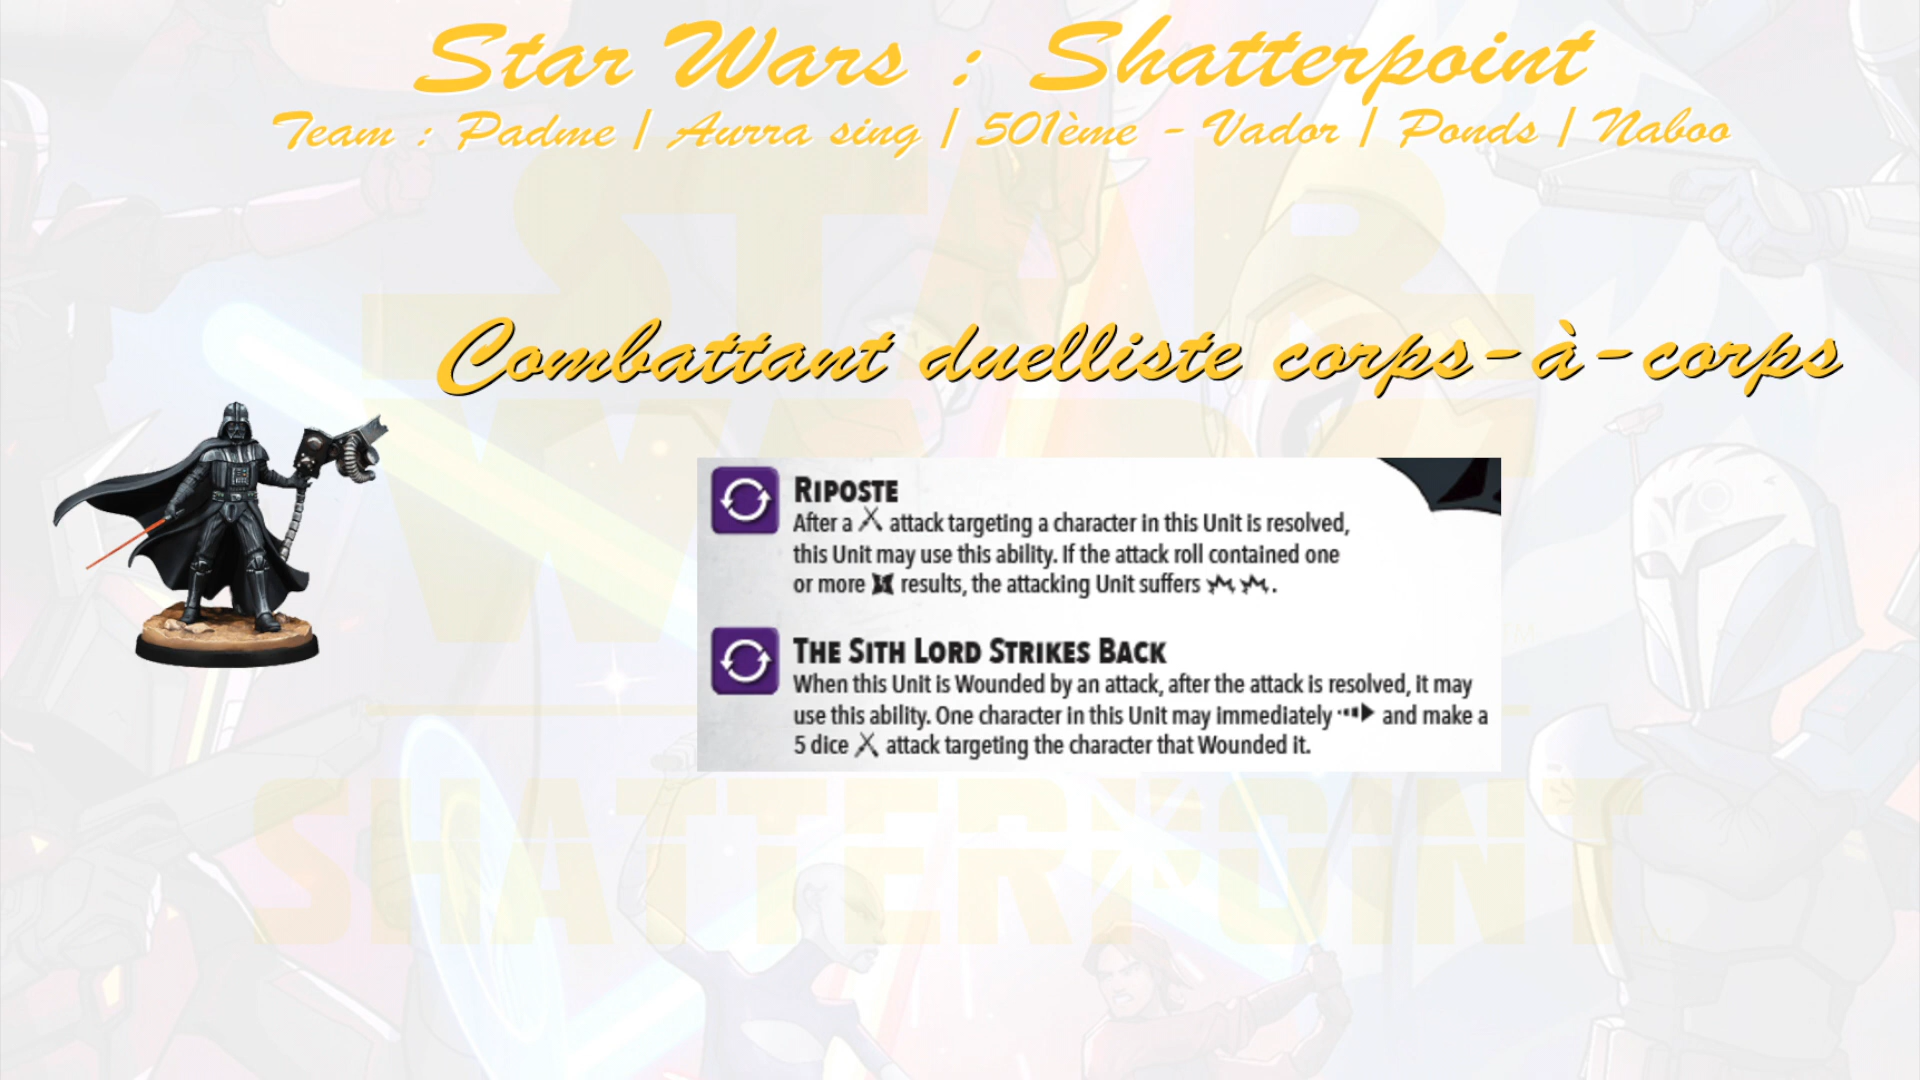 Star Wars : Shatterpoint
Team : Padme | Aurra sing | 501ème - Vador | Ponds | Naboo
STAR
WARS
Combattant duelliste corps-à-corps
RIPOSTE
After a attack targeting a character in this Unit is resolved,
this Unit may use this ability. If the attack roll contained one
or more results, the attacking Unit suffers .
THE SITH LORD STRIKES BACK
When this Unit is Wounded by an attack, after the attack is resolved, it may
use this ability. One character in this Unit may immediately and make a
5 dice attack targeting the character that Wounded it.
TM
SHATTERPOINT